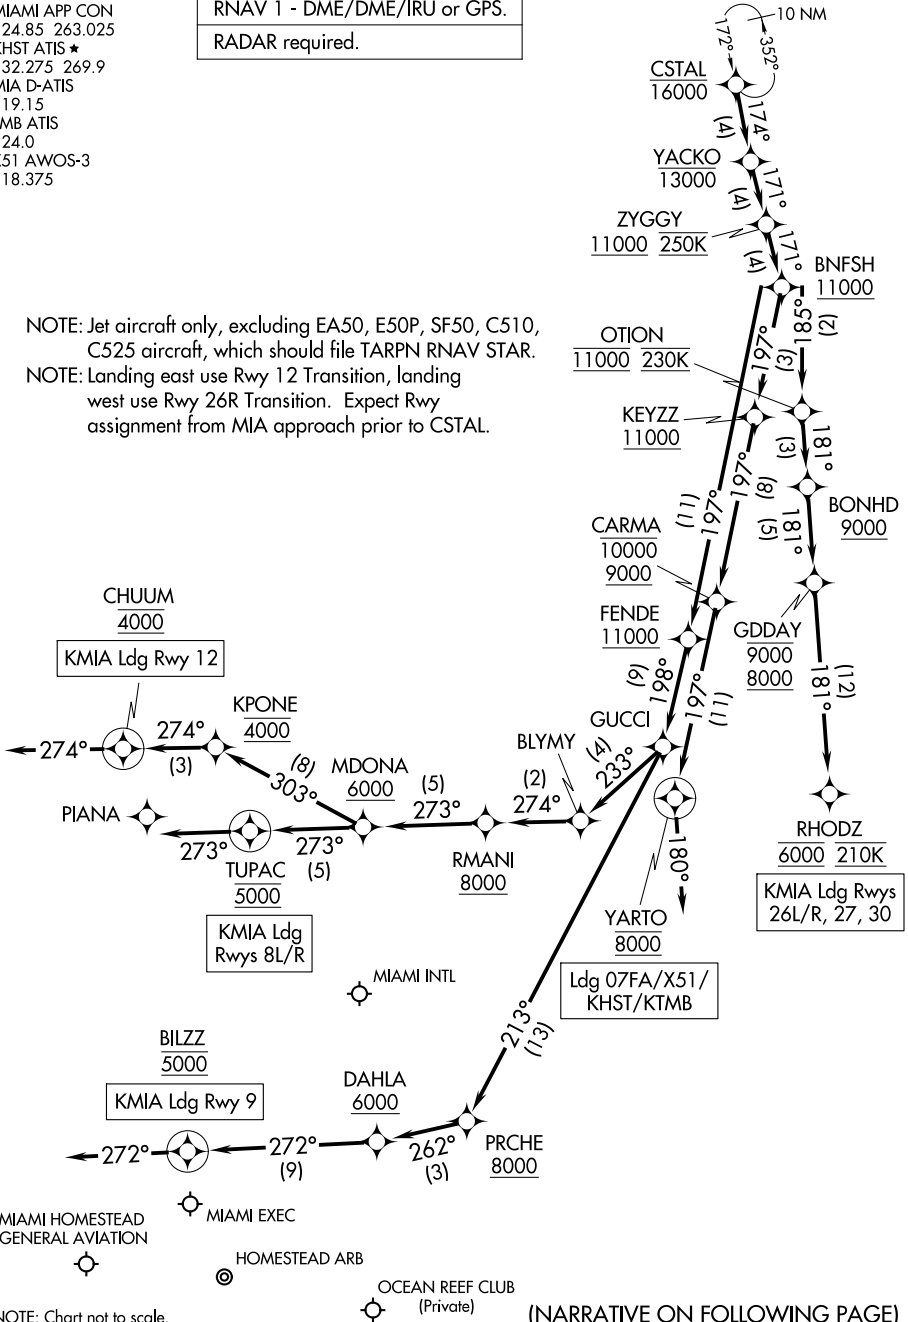 MIAMI APP CON
24.85 263.025
HST ATIS ★
32.275 269.9
MIA D-ATIS
19.15
MB ATIS
24.0
51 AWOS-3
18.375
RNAV 1 - DME/DME/IRU or GPS.
RADAR required.
10 NM
172°
352°
CSTAL
16000
174°
(4)
YACKO
13000
171°
(4)
ZYGGY
11000 250K
171°
(4)
BNFSH
11000
NOTE: Jet aircraft only, excluding EA50, E50P, SF50, C510,
C525 aircraft, which should file TARPN RNAV STAR.
NOTE: Landing east use Rwy 12 Transition, landing
west use Rwy 26R Transition. Expect Rwy
assignment from MIA approach prior to CSTAL.
185°
(2)
197°
(3)
OTION
11000 230K
KEYZZ
11000
181°
(3)
197°
(8)
197°
(11)
BONHD
9000
181°
(5)
CARMA
10000
9000
FENDE
11000
GDDAY
9000
8000
181°
(12)
198°
(9)
197°
(11)
CHUUM
4000
KMIA Ldg Rwy 12
KPONE
4000
274°
274°
(3)
303°
(8)
MDONA
6000
GUCCI
BLYMY
233°
(4)
274°
(2)
273°
(5)
PIANA
273°
273°
(5)
TUPAC
5000
KMIA Ldg
Rwys 8L/R
RMANI
8000
180°
YARTO
8000
Ldg 07FA/X51/
KHST/KTMB
RHODZ
6000 210K
KMIA Ldg Rwys
26L/R, 27, 30
MIAMI INTL
213°
(13)
BILZZ
5000
KMIA Ldg Rwy 9
DAHLA
6000
272°
272°
(9)
262°
(3)
PRCHE
8000
MIAMI EXEC
MIAMI HOMESTEAD
GENERAL AVIATION
HOMESTEAD ARB
OCEAN REEF CLUB
(Private)
NOTE: Chart not to scale.
(NARRATIVE ON FOLLOWING PAGE)